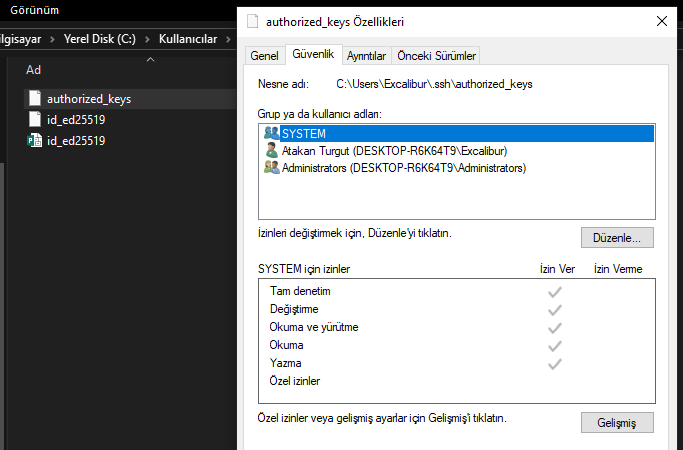 Görünüm
authorized_keys Özellikleri
ilgisayar > Yerel Disk (C:) > Kullanıcılar >
Genel Güvenlik Ayrıntılar Önceki Sürümler
Ad
Nesne adı: C:\Users\Excalibur\.ssh\authorized_keys
authorized_keys
id_ed25519
id_ed25519
Grup ya da kullanıcı adları:
SYSTEM
Atakan Turgut (DESKTOP-R6K64T9\Excalibur)
Administrators (DESKTOP-R6K64T9\Administrators)
İzinleri değiştirmek için, Düzenle'yi tıklatın.
Düzenle...
SYSTEM için izinler İzin Ver İzin Verme
Tam denetim
Değiştirme
Okuma ve yürütme
Okuma
Yazma
Özel izinler
Özel izinler veya gelişmiş ayarlar için Gelişmiş'i tıklatın.
Gelişmiş